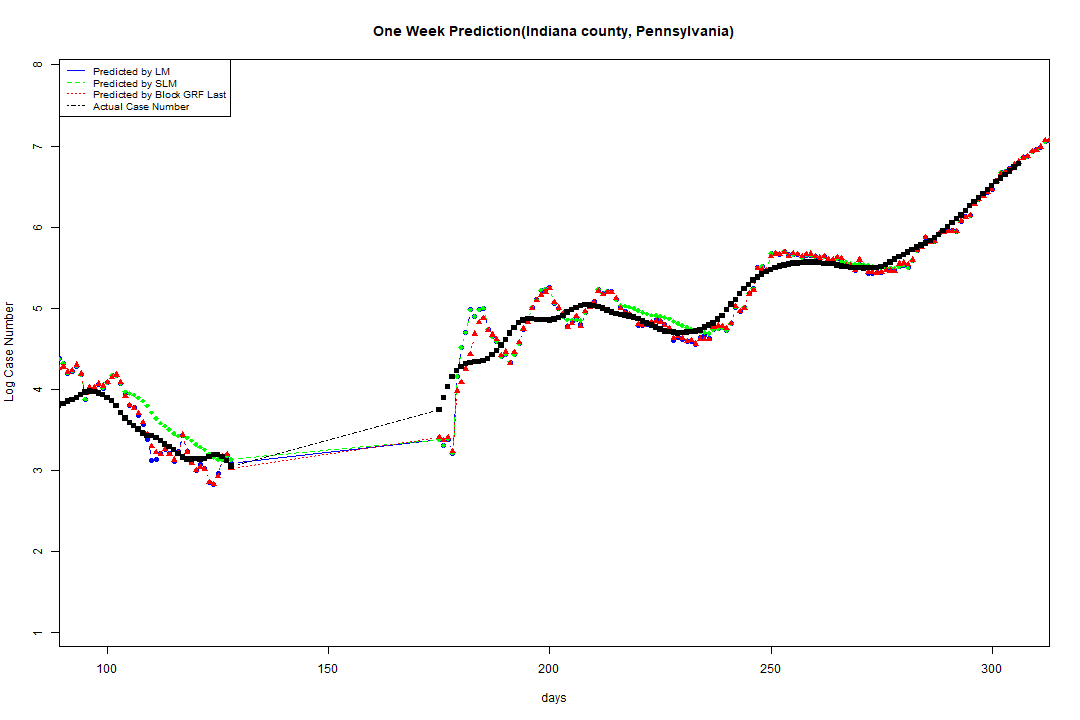 One Week Prediction(Indiana county, Pennsylvania)
Predicted by LM
Predicted by SLM
Predicted by Block GRF Last
Actual Case Number
Log Case Number
8
7
6
5
4
3
2
1
100 150 200 250 300
days